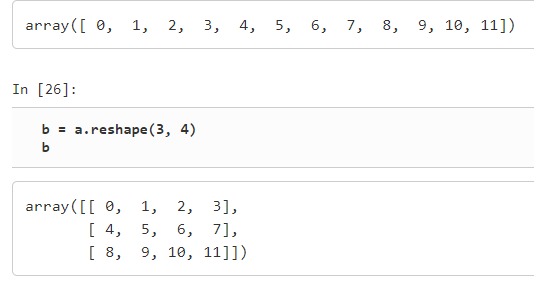 array([ 0,  1,  2,  3,  4,  5,  6,  7,  8,  9, 10, 11])
In [26]:
b = a.reshape(3, 4)
b
array([[ 0,  1,  2,  3],
       [ 4,  5,  6,  7],
       [ 8,  9, 10, 11]])